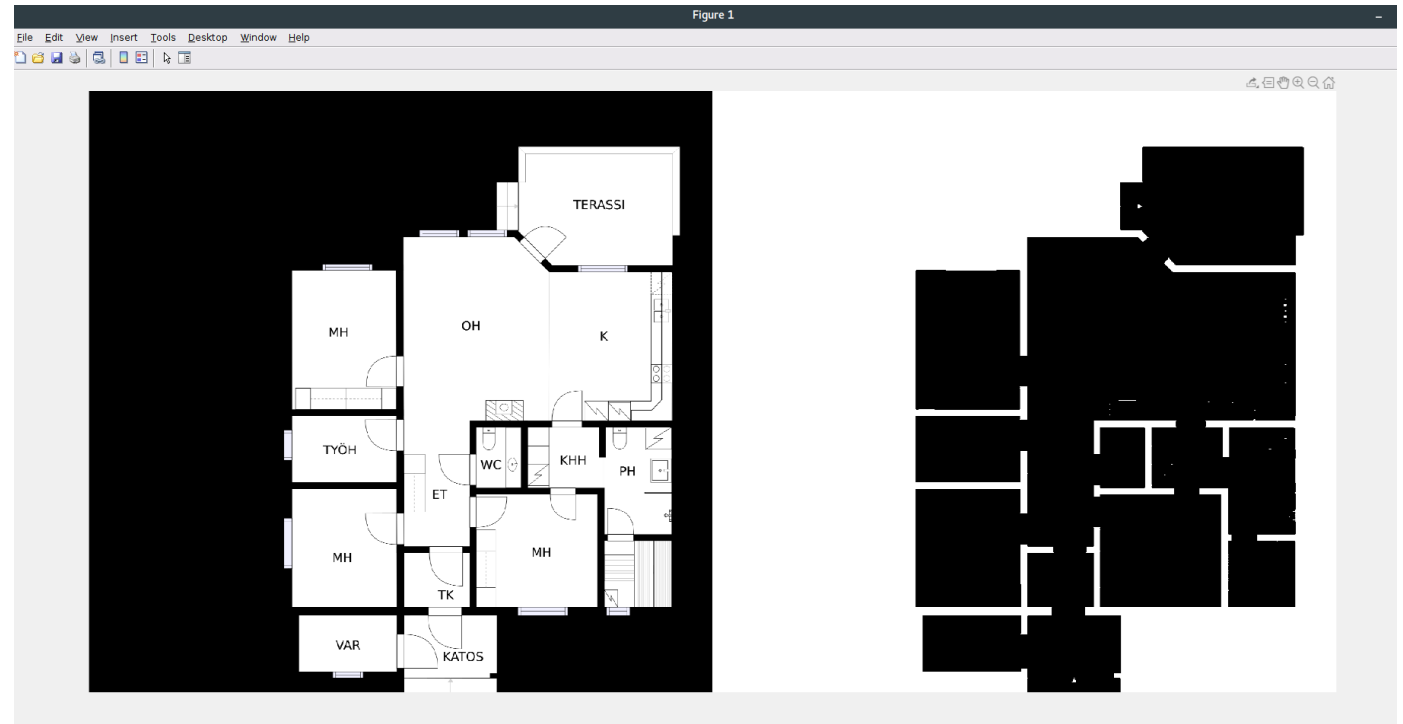 Figure 1
File Edit View Insert Tools Desktop Window Help
TERASSI
MH
OH
K
TYÖH
WC
KHH
PH
ET
MH
MH
TK
VAR
KATOS